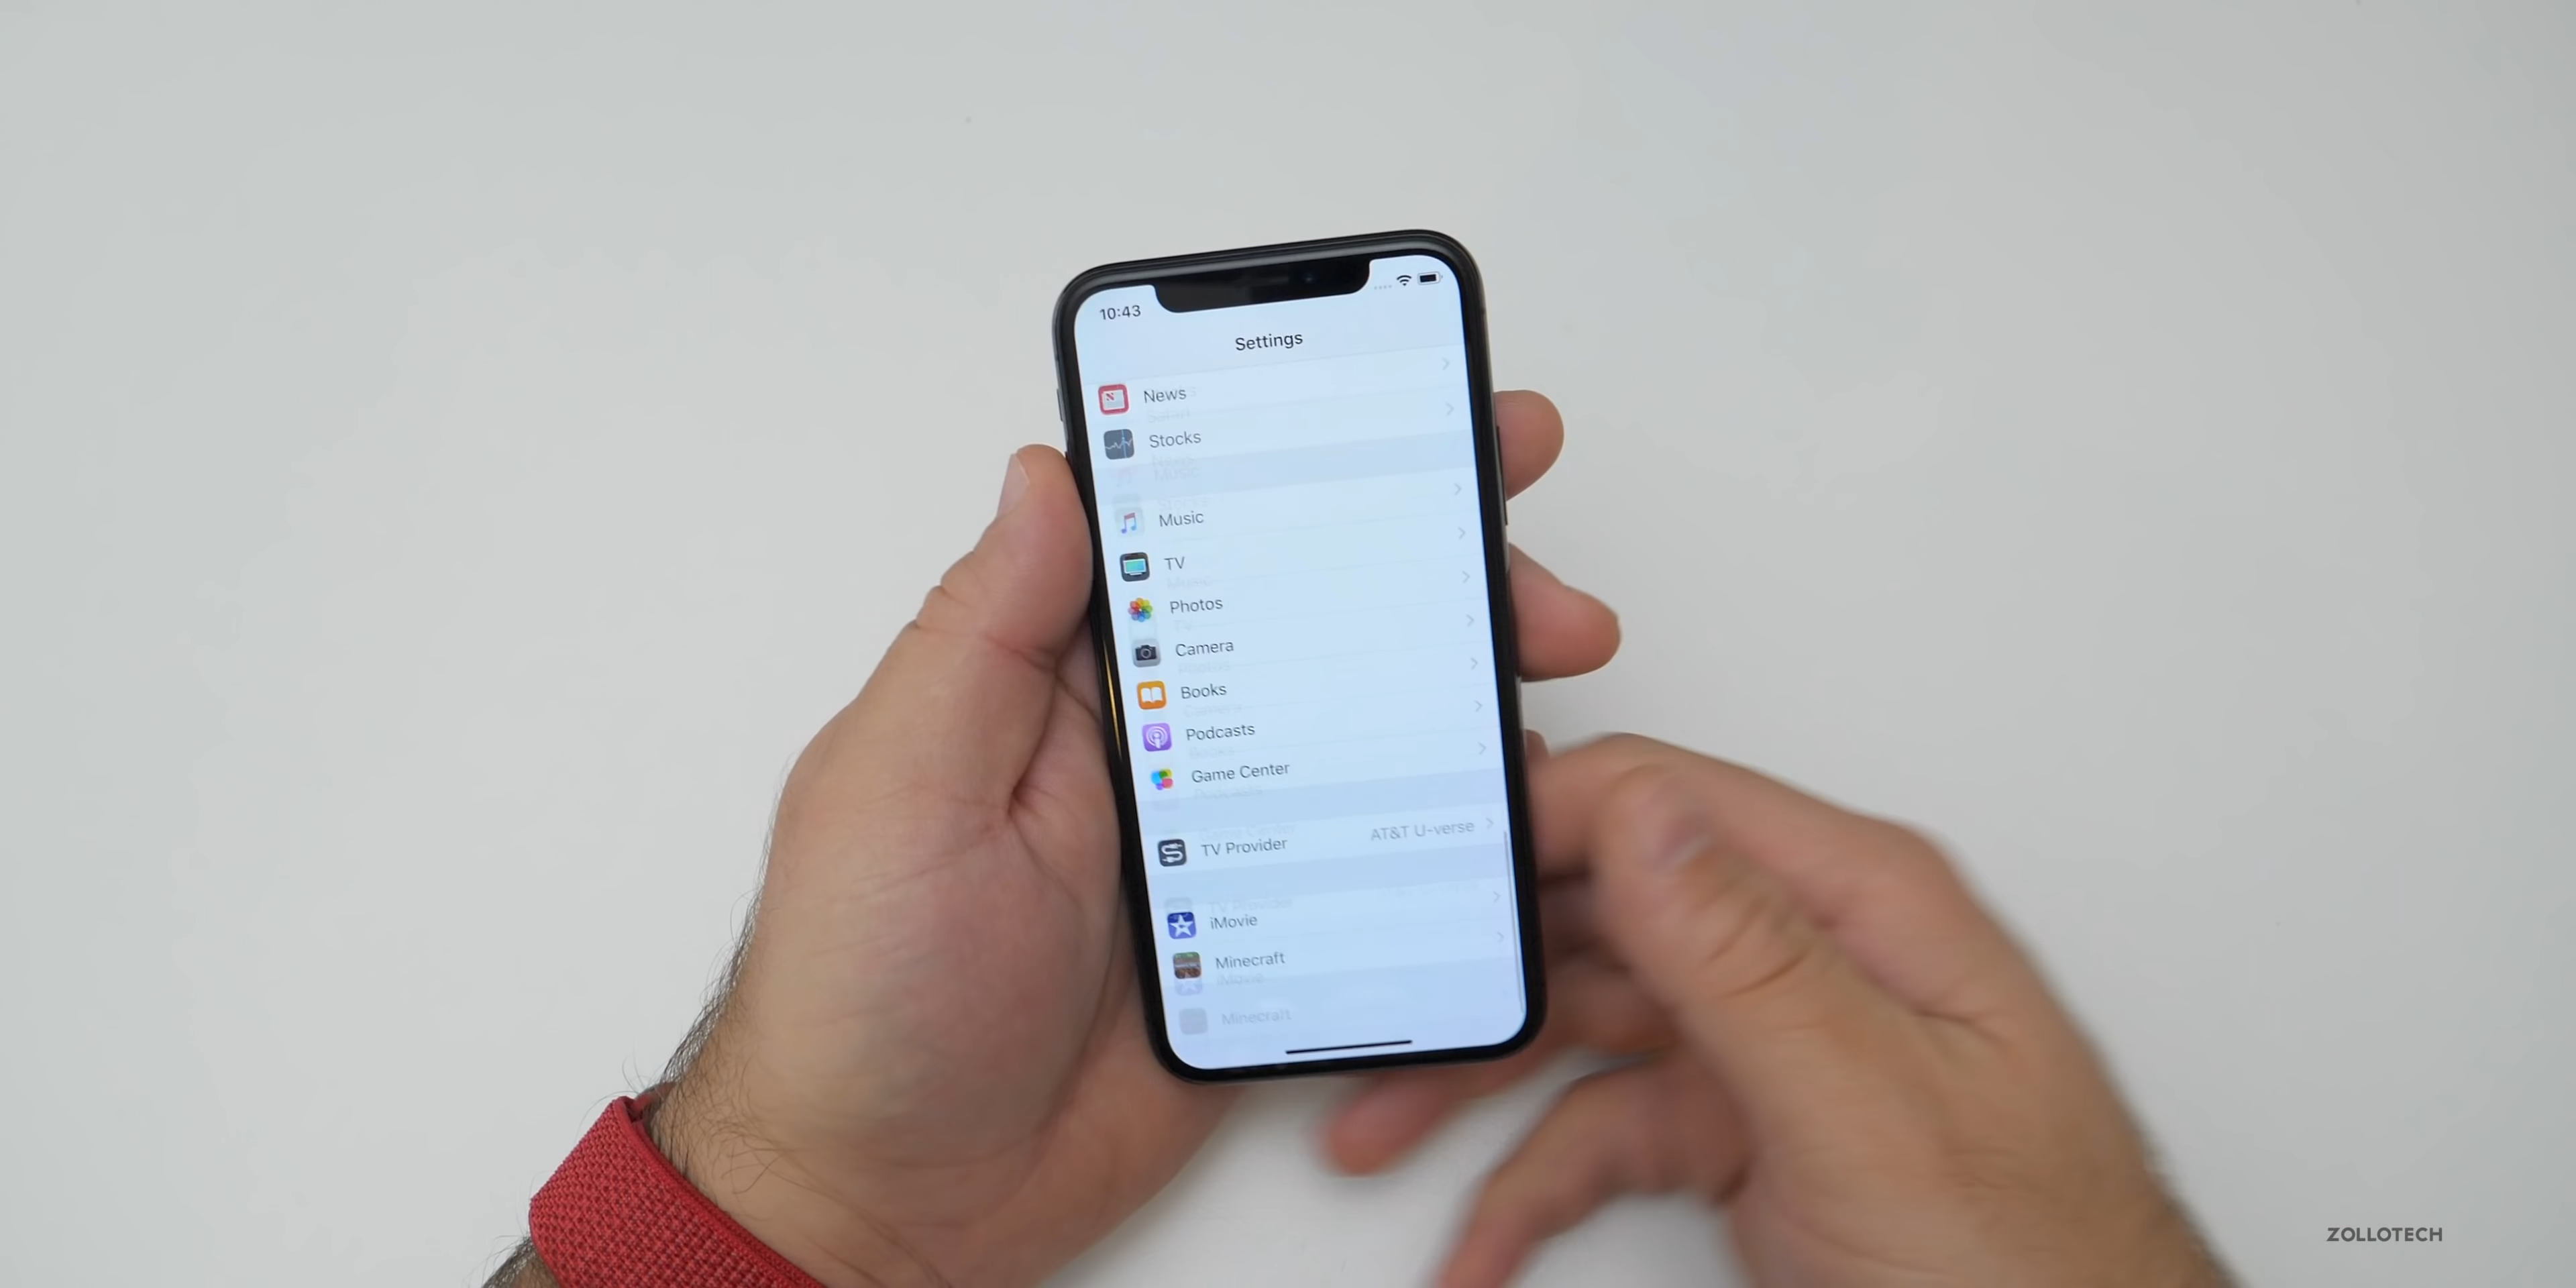 10:43
Settings
News
Stocks
Music
TV
Photos
Camera
Books
Podcasts
Game Center
TV Provider AT&T U-verse
iMovie
Minecraft
ZOLLOTECH